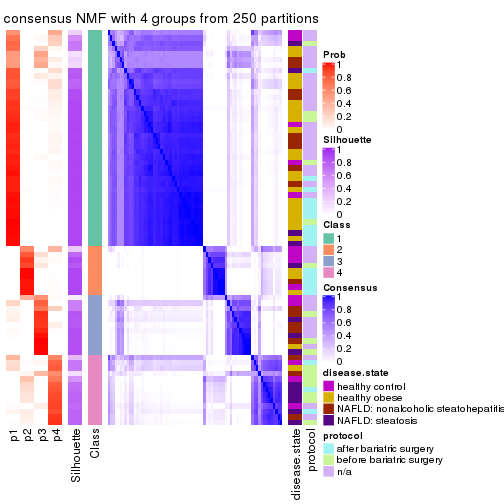 consensus NMF with 4 groups from 250 partitions
Prob
1
0.8
0.6
0.4
0.2
0
Silhouette
1
0.8
0.6
0.4
0.2
0
Class
1
2
3
4
Consensus
1
0.8
0.6
0.4
0.2
0
disease.state
healthy control
healthy obese
NAFLD: nonalcoholic steatohepatitis
NAFLD: steatosis
protocol
after bariatric surgery
before bariatric surgery
n/a
p1
p2
p3
p4
Silhouette
Class
disease.state
protocol